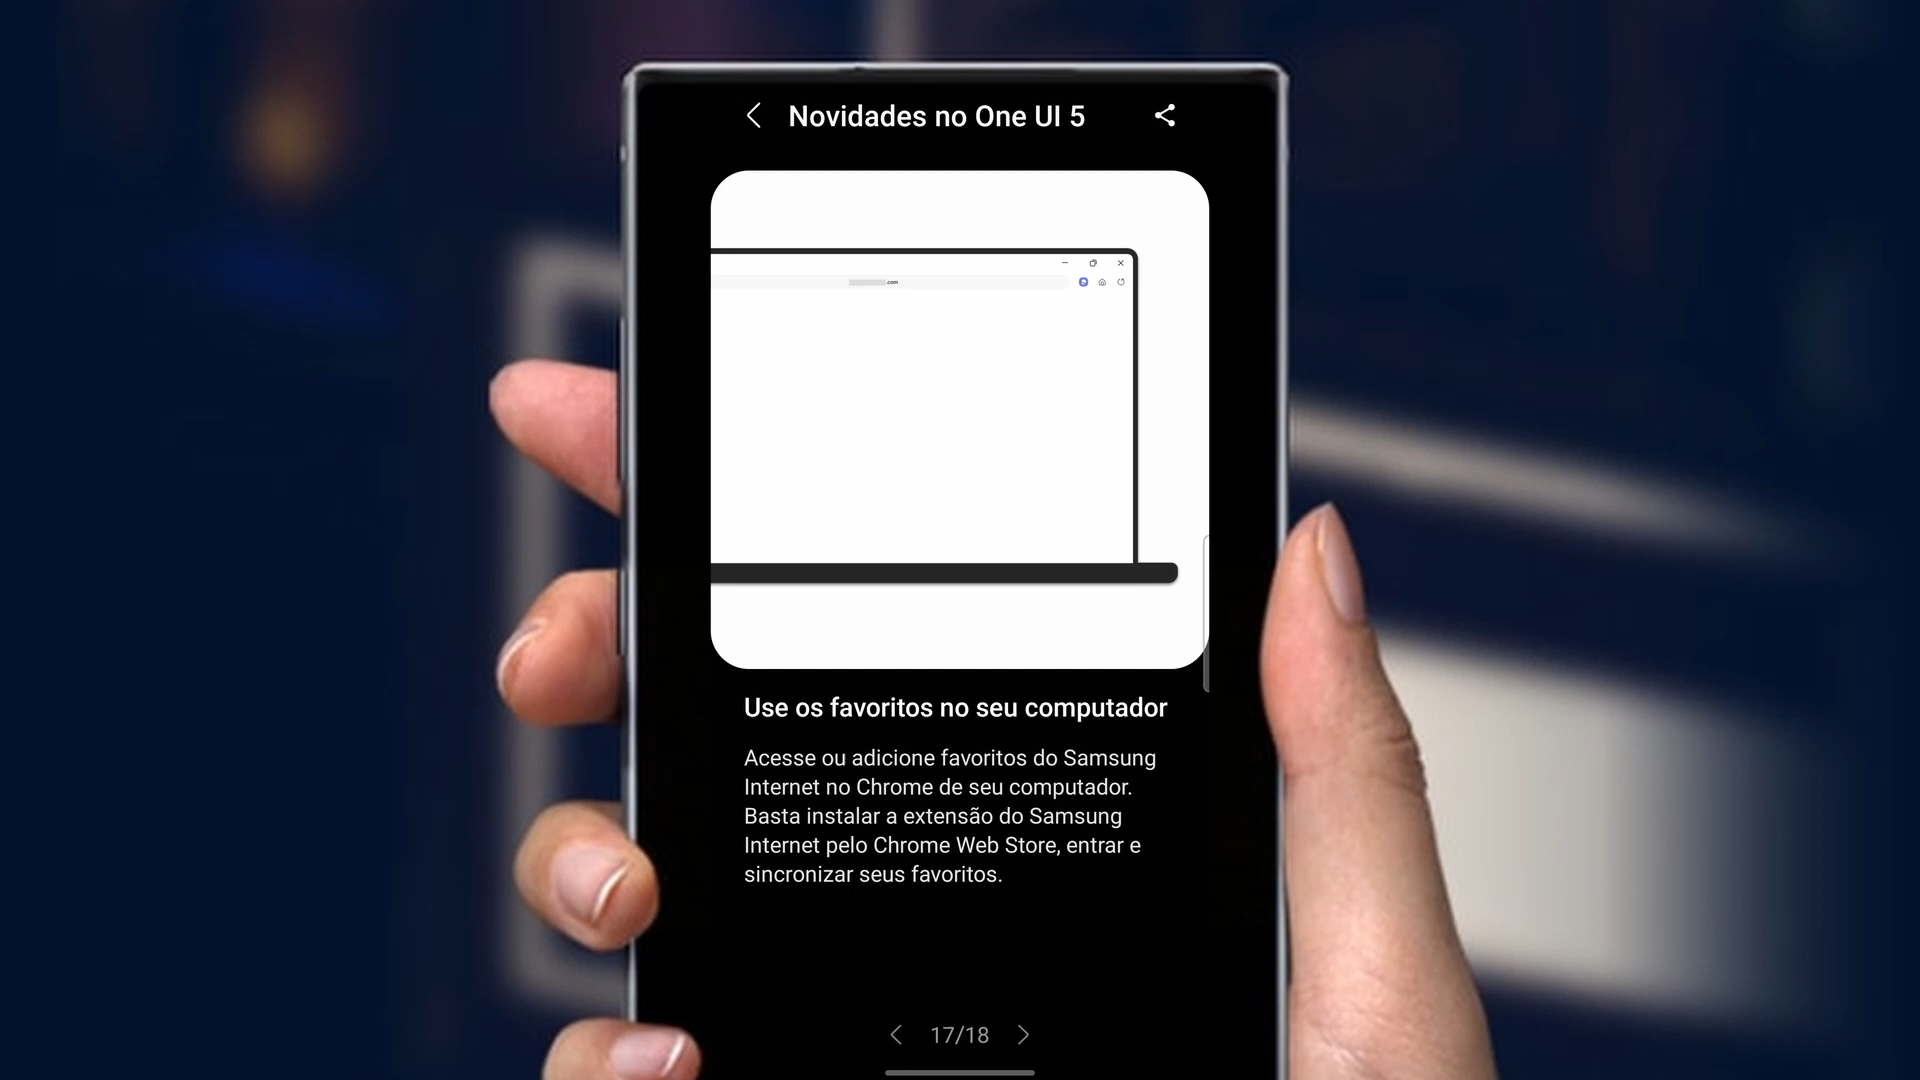 Novidades no One UI 5
.com
Use os favoritos no seu computador
Acesse ou adicione favoritos do Samsung
Internet no Chrome de seu computador.
Basta instalar a extensão do Samsung
Internet pelo Chrome Web Store, entrar e
sincronizar seus favoritos.
17/18